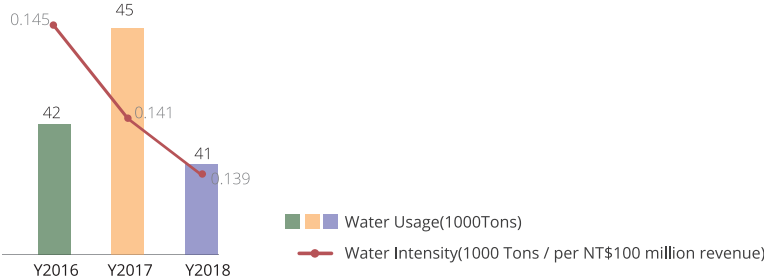 45
0.145
42
0.141
41
0.139
Y2016 Y2017 Y2018
Water Usage(1000Tons)
Water Intensity(1000 Tons / per NT$100 million revenue)